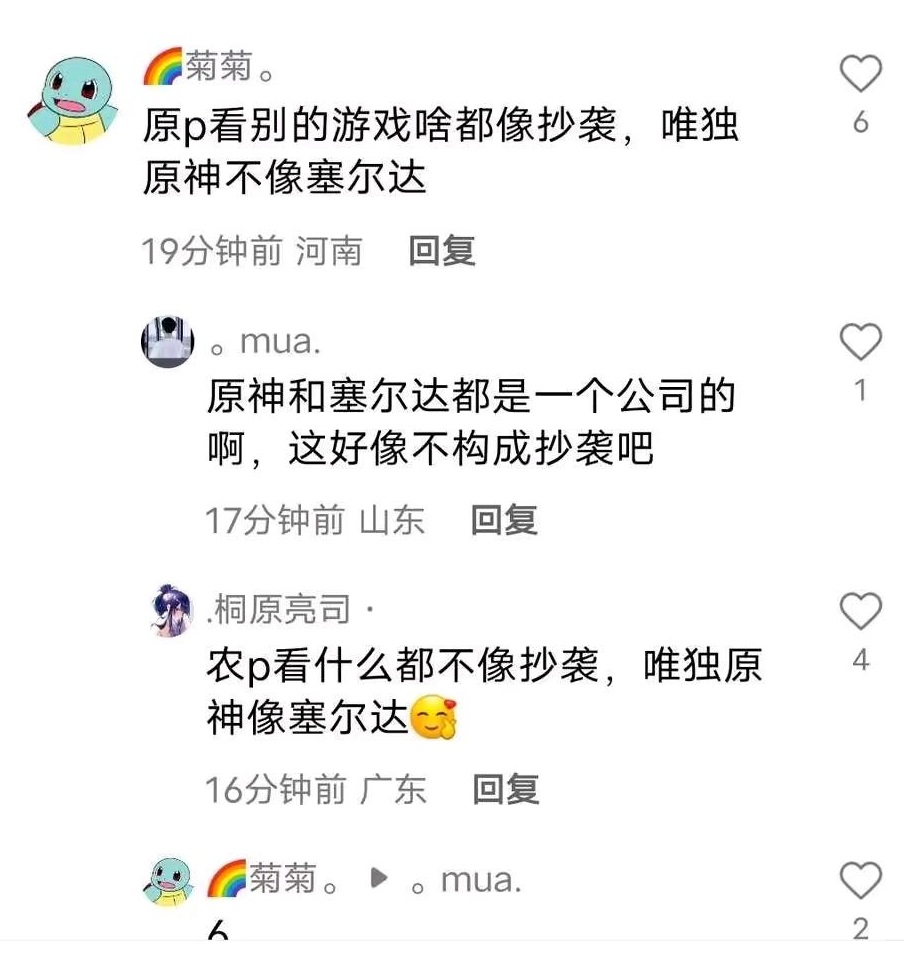 🌈菊菊。
6
原p看别的游戏啥都像抄袭，唯独
原神不像塞尔达
19分钟前 河南 回复
。mua.
1
原神和塞尔达都是一个公司的
啊，这好像不构成抄袭吧
17分钟前 山东 回复
.桐原亮司·
4
农p看什么都不像抄袭，唯独原
神像塞尔达🥰
16分钟前 广东 回复
🌈菊菊。▶ 。mua.
2
6